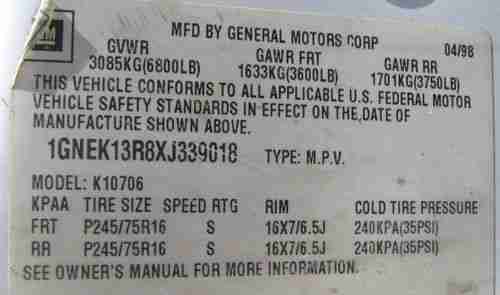 GM
MFD BY GENERAL MOTORS CORP 04/98
GVWR GAWR FRT GAWR RR
3085KG(6800LB) 1633KG(3600LB) 1701KG(3750LB)
THIS VEHICLE CONFORMS TO ALL APPLICABLE U.S. FEDERAL MOTOR
VEHICLE SAFETY STANDARDS IN EFFECT ON THE DATE OF
MANUFACTURE SHOWN ABOVE.
1GNEK13R8XJ339018 TYPE: M.P.V.
MODEL: K10706
KPAA TIRE SIZE SPEED RTG RIM COLD TIRE PRESSURE
FRT P245/75R16 S 16X7/6.5J 240KPA(35PSI)
RR P245/75R16 S 16X7/6.5J 240KPA(35PSI)
SEE OWNER'S MANUAL FOR MORE INFORMATION.